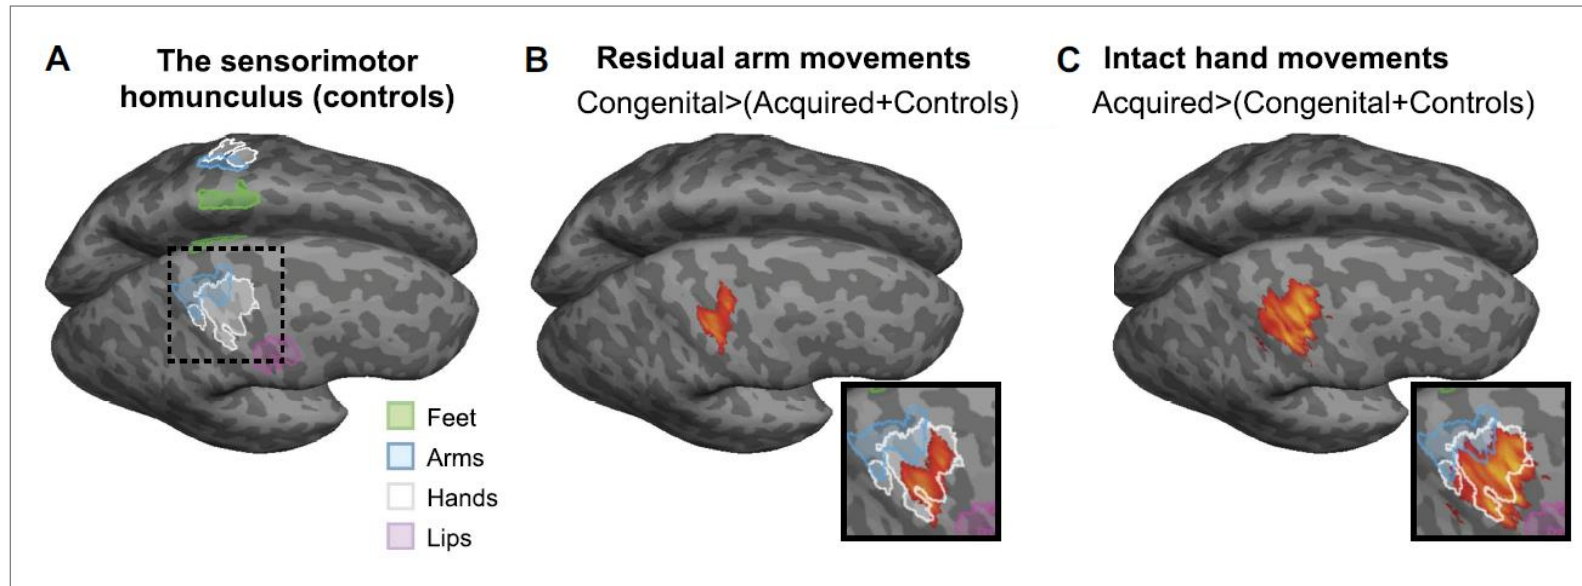 A
The sensorimotor
homunculus (controls)
Feet
Arms
Hands
Lips
B
Residual arm movements
Congenital>(Acquired+Controls)
C
Intact hand movements
Acquired>(Congenital+Controls)